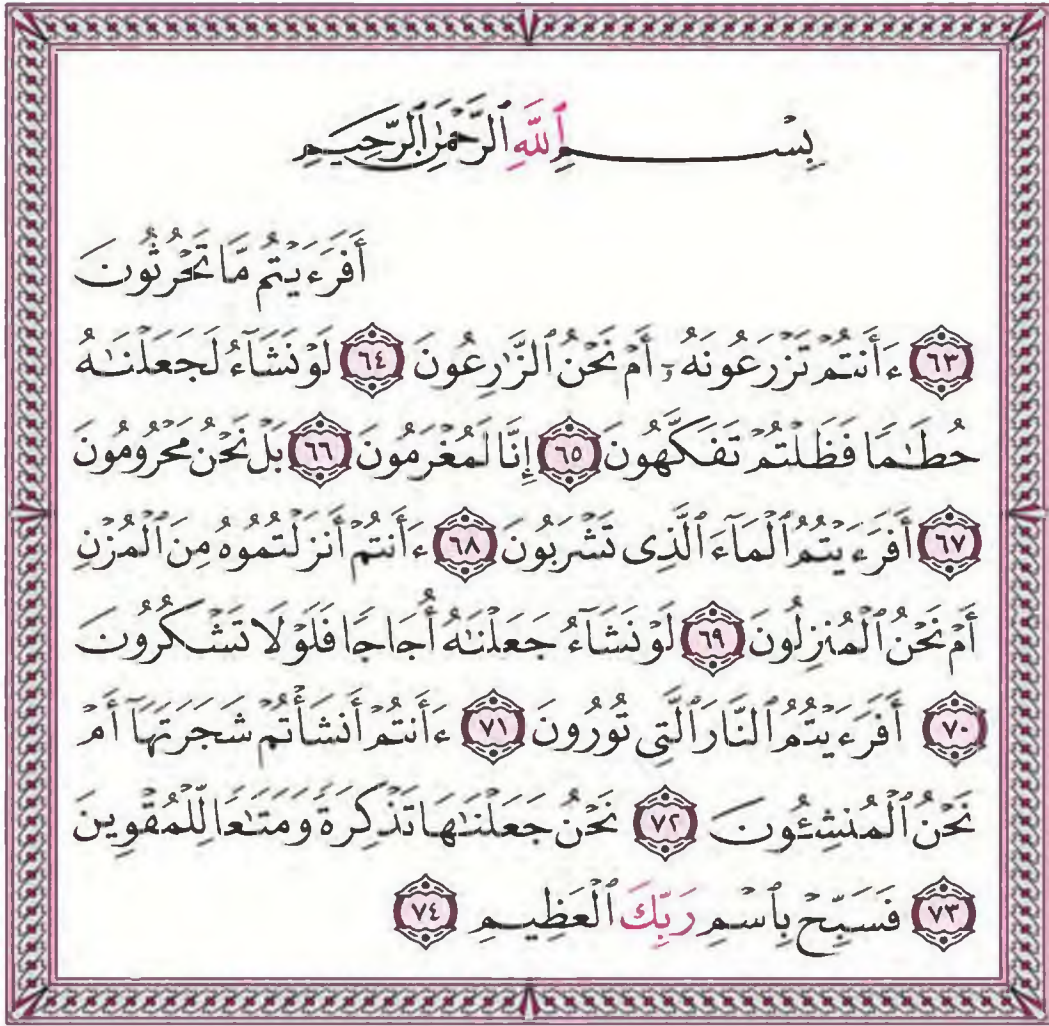 بِسْمِ ٱللَّهِ ٱلرَّحْمَٰنِ ٱلرَّحِيمِ
أَفَرَءَيْتُم مَّا تَحْرُثُونَ
﴿٦٣﴾ ءَأَنتُمْ تَزْرَعُونَهُۥٓ أَمْ نَحْنُ ٱلزَّٰرِعُونَ ﴿٦٤﴾ لَوْ نَشَآءُ لَجَعَلْنَٰهُ
حُطَٰمًا فَظَلْتُمْ تَفَكَّهُونَ ﴿٦٥﴾ إِنَّا لَمُغْرَمُونَ ﴿٦٦﴾ بَلْ نَحْنُ مَحْرُومُونَ
﴿٦٧﴾ أَفَرَءَيْتُمُ ٱلْمَآءَ ٱلَّذِى تَشْرَبُونَ ﴿٦٨﴾ ءَأَنتُمْ أَنزَلْتُمُوهُ مِنَ ٱلْمُزْنِ
أَمْ نَحْنُ ٱلْمُنزِلُونَ ﴿٦٩﴾ لَوْ نَشَآءُ جَعَلْنَٰهُ أُجَاجًا فَلَوْلَا تَشْكُرُونَ
﴿٧٠﴾ أَفَرَءَيْتُمُ ٱلنَّارَ ٱلَّتِى تُورُونَ ﴿٧١﴾ ءَأَنتُمْ أَنشَأْتُمْ شَجَرَتَهَآ أَمْ
نَحْنُ ٱلْمُنشِـُٔونَ ﴿٧٢﴾ نَحْنُ جَعَلْنَٰهَا تَذْكِرَةً وَمَتَٰعًا لِّلْمُقْوِينَ
﴿٧٣﴾ فَسَبِّحْ بِٱسْمِ رَبِّكَ ٱلْعَظِيمِ ﴿٧٤﴾